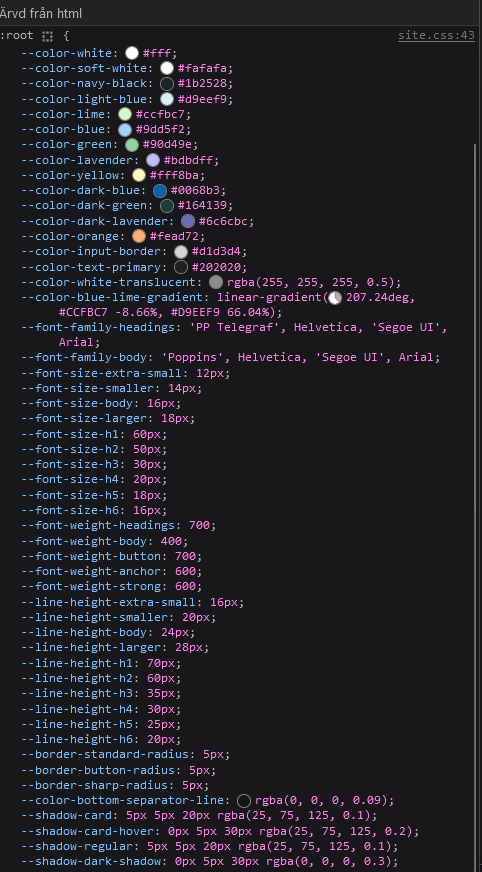 Ärvd från html
:root { site.css:43
--color-white: #fff;
--color-soft-white: #fafafa;
--color-navy-black: #1b2528;
--color-light-blue: #d9eef9;
--color-lime: #ccfbc7;
--color-blue: #9dd5f2;
--color-green: #90d49e;
--color-lavender: #bdbdff;
--color-yellow: #fff8ba;
--color-dark-blue: #0068b3;
--color-dark-green: #164139;
--color-dark-lavender: #6c6cbc;
--color-orange: #fead72;
--color-input-border: #d1d3d4;
--color-text-primary: #202020;
--color-white-translucent: rgba(255, 255, 255, 0.5);
--color-blue-lime-gradient: linear-gradient( 207.24deg,
#CCFBC7 -8.66%, #D9EEF9 66.04%);
--font-family-headings: 'PP Telegraf', Helvetica, 'Segoe UI',
Arial;
--font-family-body: 'Poppins', Helvetica, 'Segoe UI', Arial;
--font-size-extra-small: 12px;
--font-size-smaller: 14px;
--font-size-body: 16px;
--font-size-larger: 18px;
--font-size-h1: 60px;
--font-size-h2: 50px;
--font-size-h3: 30px;
--font-size-h4: 20px;
--font-size-h5: 18px;
--font-size-h6: 16px;
--font-weight-headings: 700;
--font-weight-body: 400;
--font-weight-button: 700;
--font-weight-anchor: 600;
--font-weight-strong: 600;
--line-height-extra-small: 16px;
--line-height-smaller: 20px;
--line-height-body: 24px;
--line-height-larger: 28px;
--line-height-h1: 70px;
--line-height-h2: 60px;
--line-height-h3: 35px;
--line-height-h4: 30px;
--line-height-h5: 25px;
--line-height-h6: 20px;
--border-standard-radius: 5px;
--border-button-radius: 5px;
--border-sharp-radius: 5px;
--color-bottom-separator-line: rgba(0, 0, 0, 0.09);
--shadow-card: 5px 5px 20px rgba(25, 75, 125, 0.1);
--shadow-card-hover: 0px 5px 30px rgba(25, 75, 125, 0.2);
--shadow-regular: 5px 5px 20px rgba(25, 75, 125, 0.1);
--shadow-dark-shadow: 0px 5px 30px rgba(0, 0, 0, 0.3);